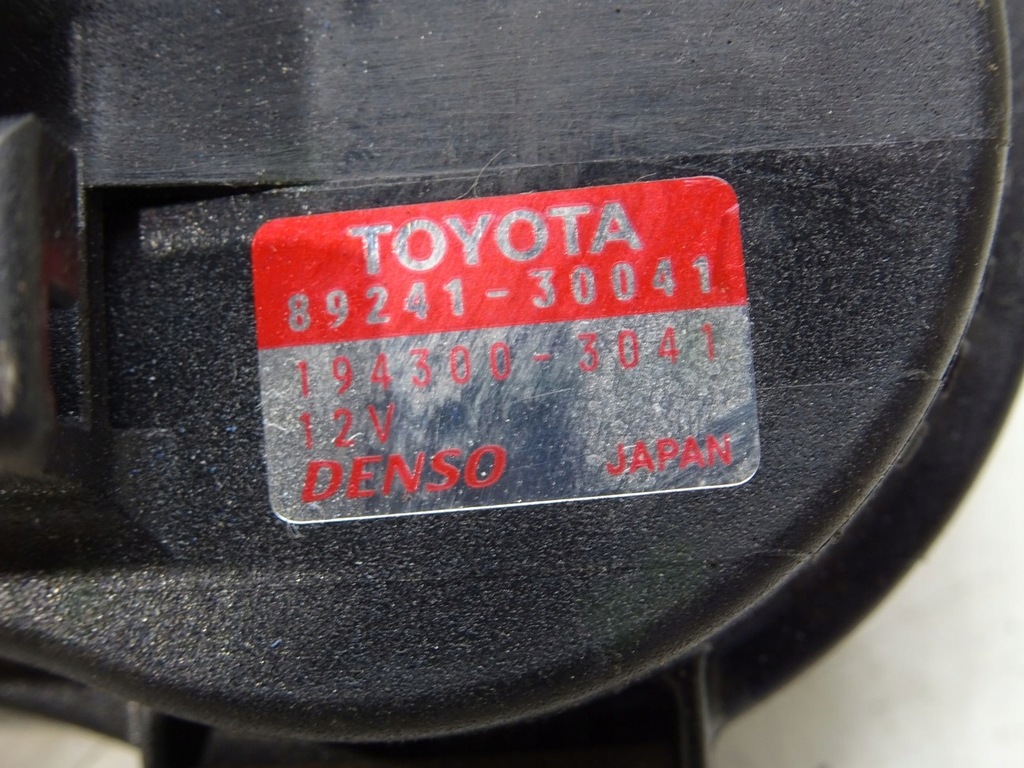 TOYOTA
89241-30041
194300-3041
12V
DENSO JAPAN